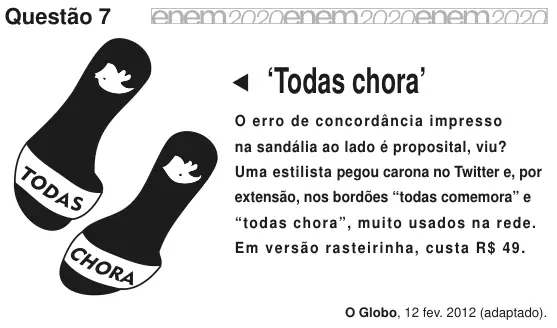 Questão 7
enem2020enem2020enem2020
TODAS
CHORA
‘Todas chora’
O erro de concordância impresso
na sandália ao lado é proposital, viu?
Uma estilista pegou carona no Twitter e, por
extensão, nos bordões “todas comemora” e
“todas chora”, muito usados na rede.
Em versão rasteirinha, custa R$ 49.
O Globo, 12 fev. 2012 (adaptado).